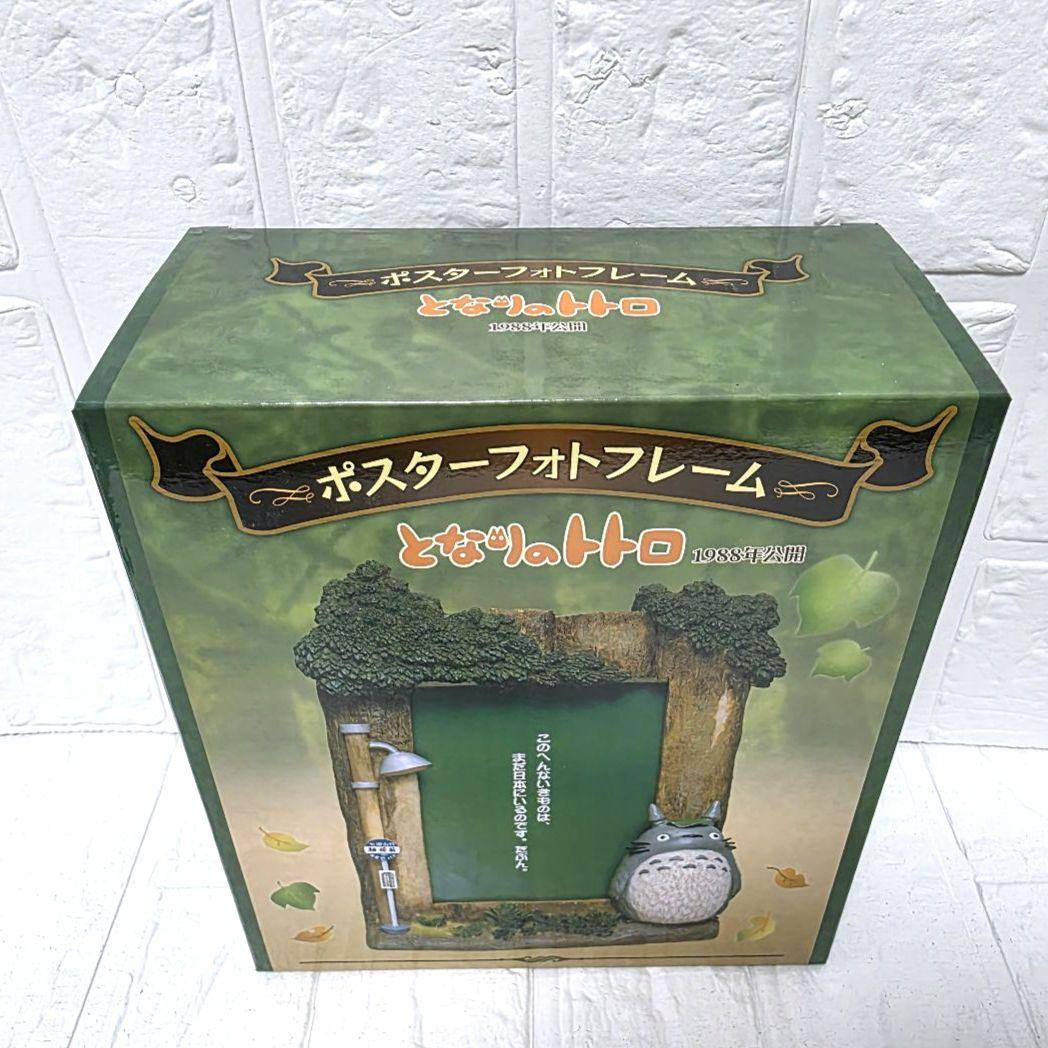 ポスターフォトフレーム
となりのトトロ
1988年公開
ポスターフォトフレーム
となりのトトロ 1988年公開
このへんないきものは、
まだ日本にいるのです。たぶん。
稲荷前